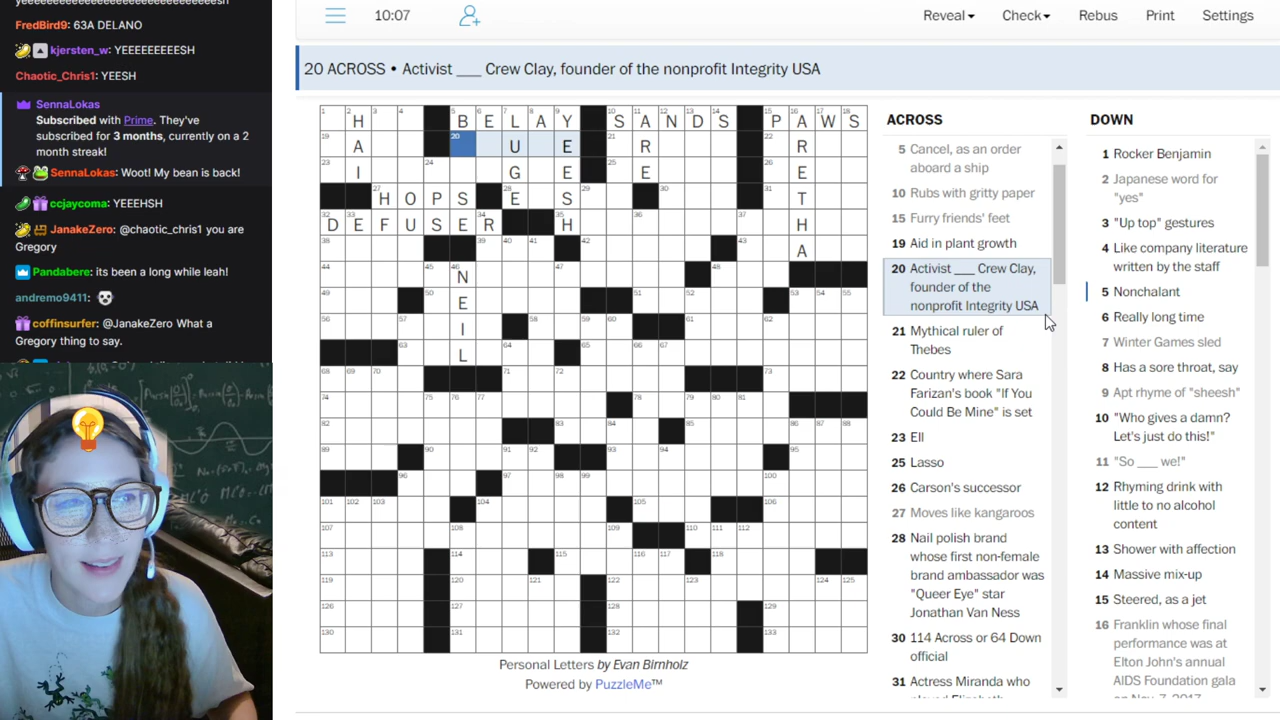 yeeeeeeeeeeeeeeeeeeeeeeeeeeeeeesh
FredBird9: 63A DELANO
kjersten_w: YEEEEEEEEESH
Chaotic_Chris1: YEESH
SennaLokas
Subscribed with Prime. They've
subscribed for 3 months, currently on a 2
month streak!
SennaLokas: Woot! My bean is back!
ccjaycoma: YEEEHSH
JanakeZero: @chaotic_chris1 you are
Gregory
Pandabere: its been a long while leah!
andremo9411:
coffinsurfer: @JanakeZero What a
Gregory thing to say.
10:07
Reveal
Check
Rebus
Print
Settings
20 ACROSS • Activist ___ Crew Clay, founder of the nonprofit Integrity USA
H BELAY SANDS PAWS
A U E R R
I G E E E
HOPS E S T
DEFUSER H H
A
N
E
I
L
Personal Letters by Evan Birnholz
Powered by PuzzleMe™
ACROSS
5 Cancel, as an order
aboard a ship
10 Rubs with gritty paper
15 Furry friends' feet
19 Aid in plant growth
20 Activist ___ Crew Clay,
founder of the
nonprofit Integrity USA
21 Mythical ruler of
Thebes
22 Country where Sara
Farizan's book "If You
Could Be Mine" is set
23 Ell
25 Lasso
26 Carson's successor
27 Moves like kangaroos
28 Nail polish brand
whose first non-female
brand ambassador was
"Queer Eye" star
Jonathan Van Ness
30 114 Across or 64 Down
official
31 Actress Miranda who
played Elizabeth
DOWN
1 Rocker Benjamin
2 Japanese word for
"yes"
3 "Up top" gestures
4 Like company literature
written by the staff
5 Nonchalant
6 Really long time
7 Winter Games sled
8 Has a sore throat, say
9 Apt rhyme of "sheesh"
10 "Who gives a damn?
Let's just do this!"
11 "So ___ we!"
12 Rhyming drink with
little to no alcohol
content
13 Shower with affection
14 Massive mix-up
15 Steered, as a jet
16 Franklin whose final
performance was at
Elton John's annual
AIDS Foundation gala
on Nov. 7, 2017